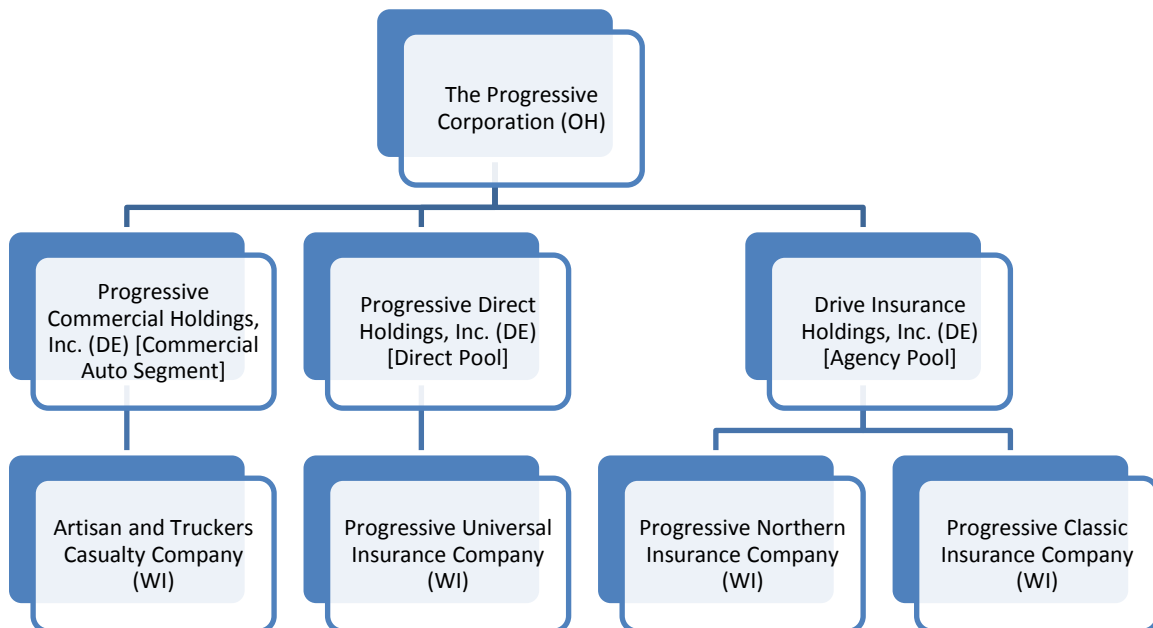 The Progressive
Corporation (OH)
Progressive
Commercial Holdings,
Inc. (DE) [Commercial
Auto Segment]
Progressive Direct
Holdings, Inc. (DE)
[Direct Pool]
Drive Insurance
Holdings, Inc. (DE)
[Agency Pool]
Artisan and Truckers
Casualty Company
(WI)
Progressive Universal
Insurance Company
(WI)
Progressive Northern
Insurance Company
(WI)
Progressive Classic
Insurance Company
(WI)